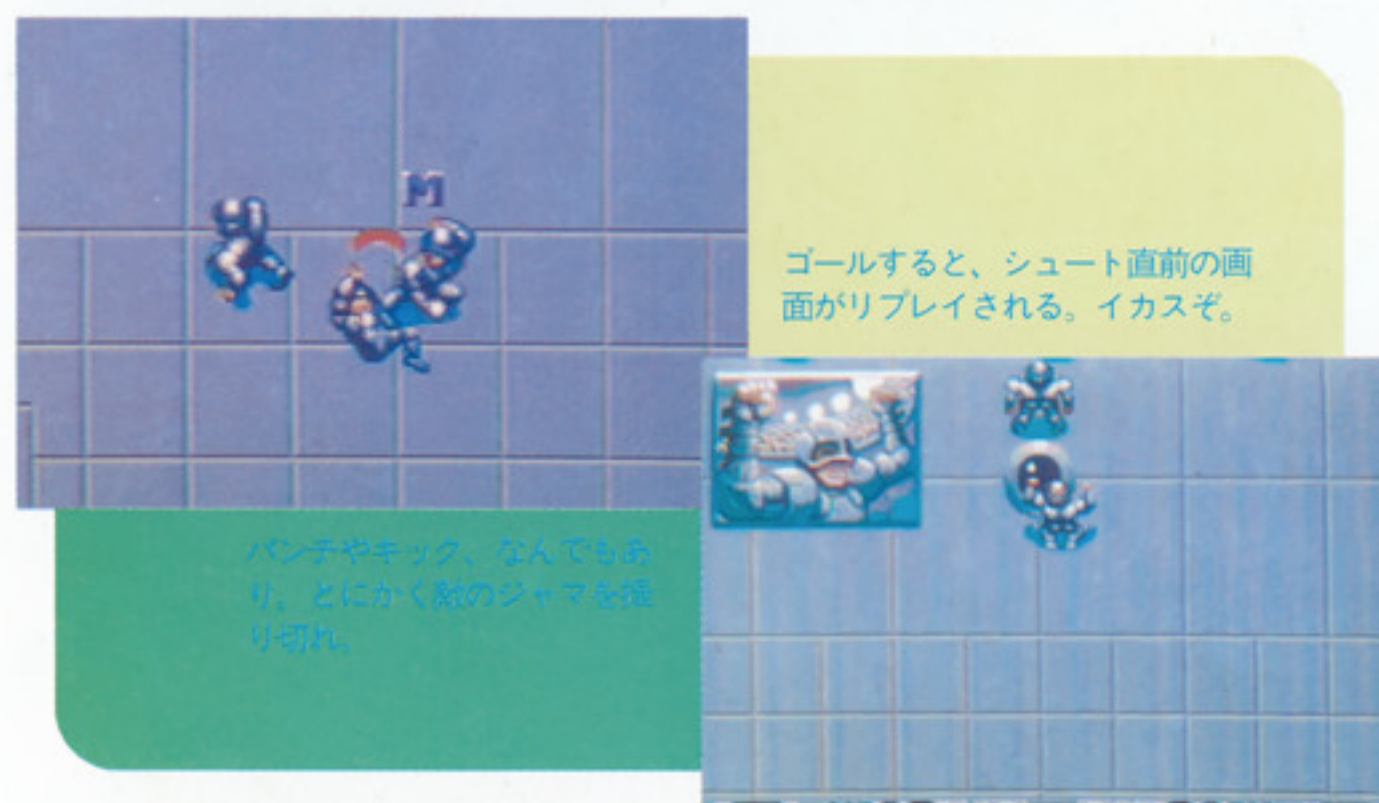 M
ゴールすると、シュート直前の画
面がリプレイされる。イカスぞ。
パンチやキック、なんでもあ
り。とにかく敵のジャマを振
り切れ。